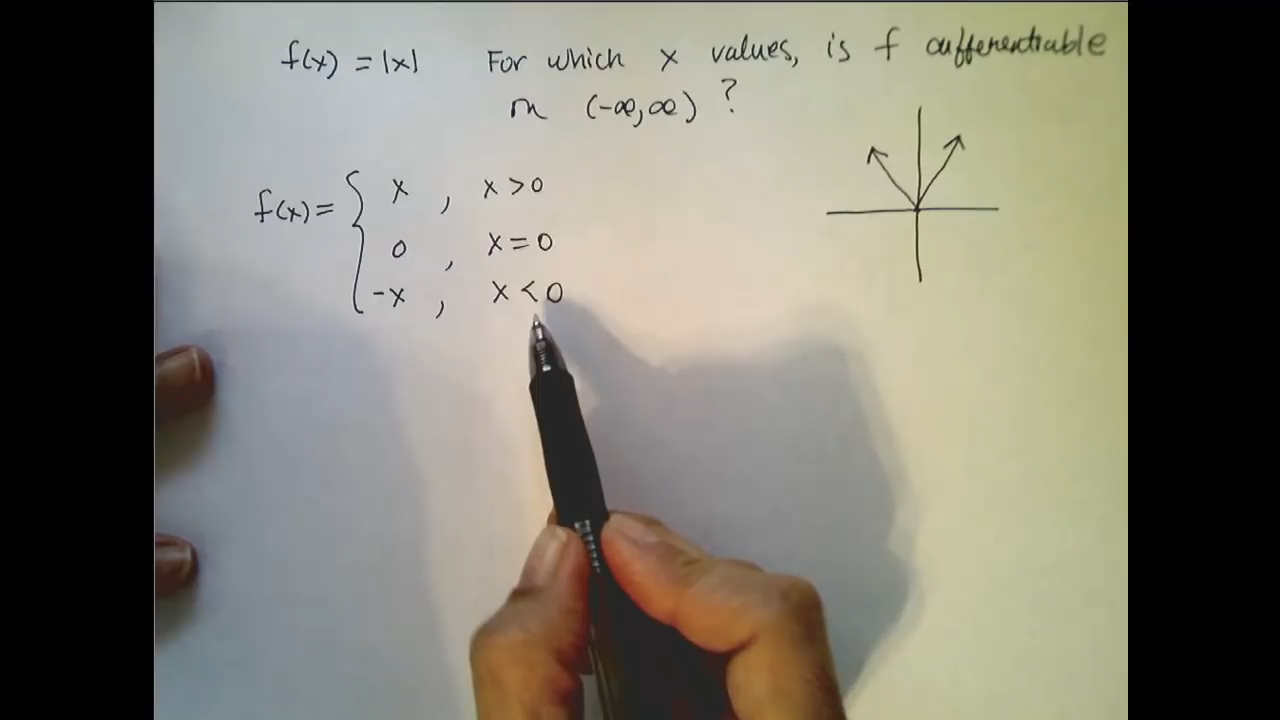 f(x) = |x| For which x values, is f differentiable
on (-∞,∞) ?
f(x) = { x , x > 0
0 , x = 0
-x , x < 0